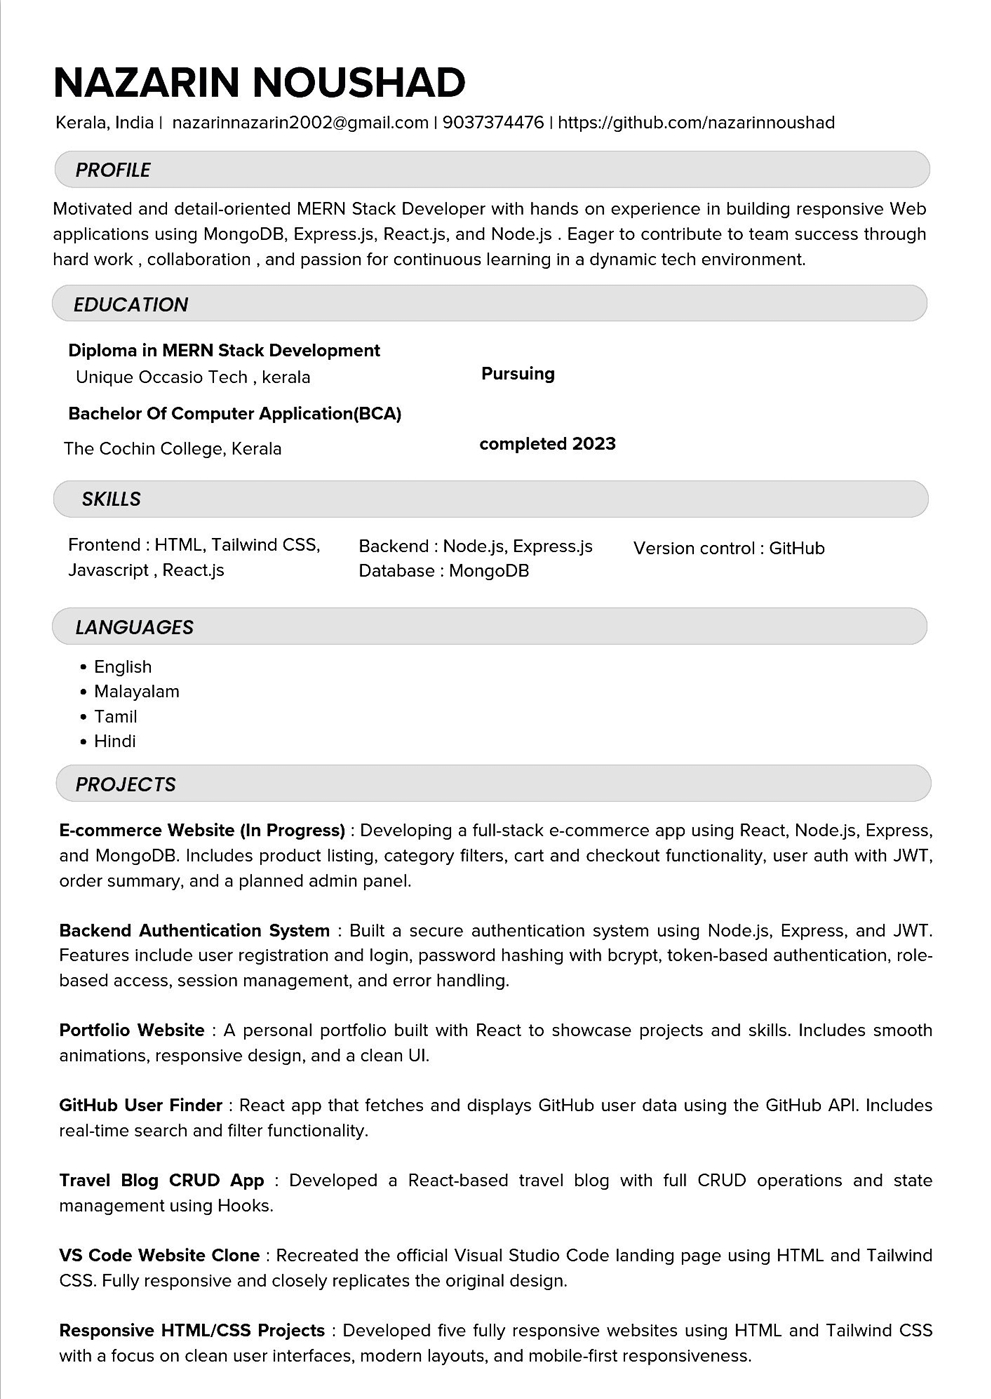 NAZARIN NOUSHAD
Kerala, India | nazarinnazarin2002@gmail.com | 9037374476 | https://github.com/nazarinnoushad
PROFILE
Motivated and detail-oriented MERN Stack Developer with hands on experience in building responsive Web
applications using MongoDB, Express.js, React.js, and Node.js . Eager to contribute to team success through
hard work , collaboration , and passion for continuous learning in a dynamic tech environment.
EDUCATION
Diploma in MERN Stack Development
Unique Occasio Tech , kerala
Pursuing
Bachelor Of Computer Application(BCA)
The Cochin College, Kerala
completed 2023
SKILLS
Frontend : HTML, Tailwind CSS,
Javascript , React.js
Backend : Node.js, Express.js
Database : MongoDB
Version control : GitHub
LANGUAGES
• English
• Malayalam
• Tamil
• Hindi
PROJECTS
E-commerce Website (In Progress) : Developing a full-stack e-commerce app using React, Node.js, Express,
and MongoDB. Includes product listing, category filters, cart and checkout functionality, user auth with JWT,
order summary, and a planned admin panel.
Backend Authentication System : Built a secure authentication system using Node.js, Express, and JWT.
Features include user registration and login, password hashing with bcrypt, token-based authentication, role-
based access, session management, and error handling.
Portfolio Website : A personal portfolio built with React to showcase projects and skills. Includes smooth
animations, responsive design, and a clean UI.
GitHub User Finder : React app that fetches and displays GitHub user data using the GitHub API. Includes
real-time search and filter functionality.
Travel Blog CRUD App : Developed a React-based travel blog with full CRUD operations and state
management using Hooks.
VS Code Website Clone : Recreated the official Visual Studio Code landing page using HTML and Tailwind
CSS. Fully responsive and closely replicates the original design.
Responsive HTML/CSS Projects : Developed five fully responsive websites using HTML and Tailwind CSS
with a focus on clean user interfaces, modern layouts, and mobile-first responsiveness.